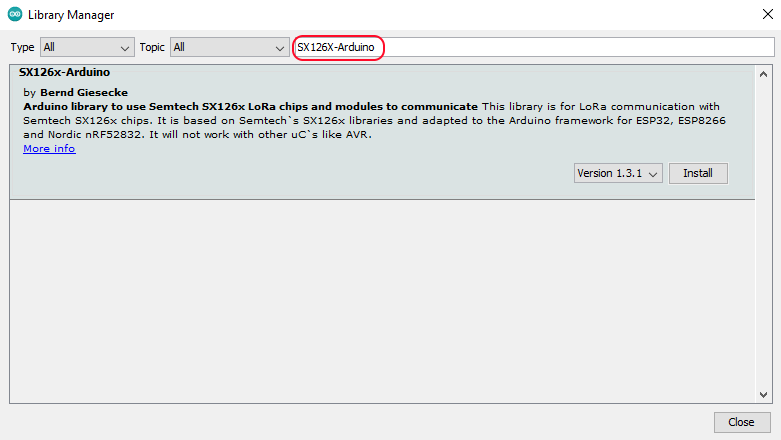 Library Manager
Type All Topic All SX126X-Arduino
SX126x-Arduino
by Bernd Giesecke
Arduino library to use Semtech SX126x LoRa chips and modules to communicate This library is for LoRa communication with
Semtech SX126x chips. It is based on Semtech`s SX126x libraries and adapted to the Arduino framework for ESP32, ESP8266
and Nordic nRF52832. It will not work with other uC`s like AVR.
More info
Version 1.3.1 Install
Close